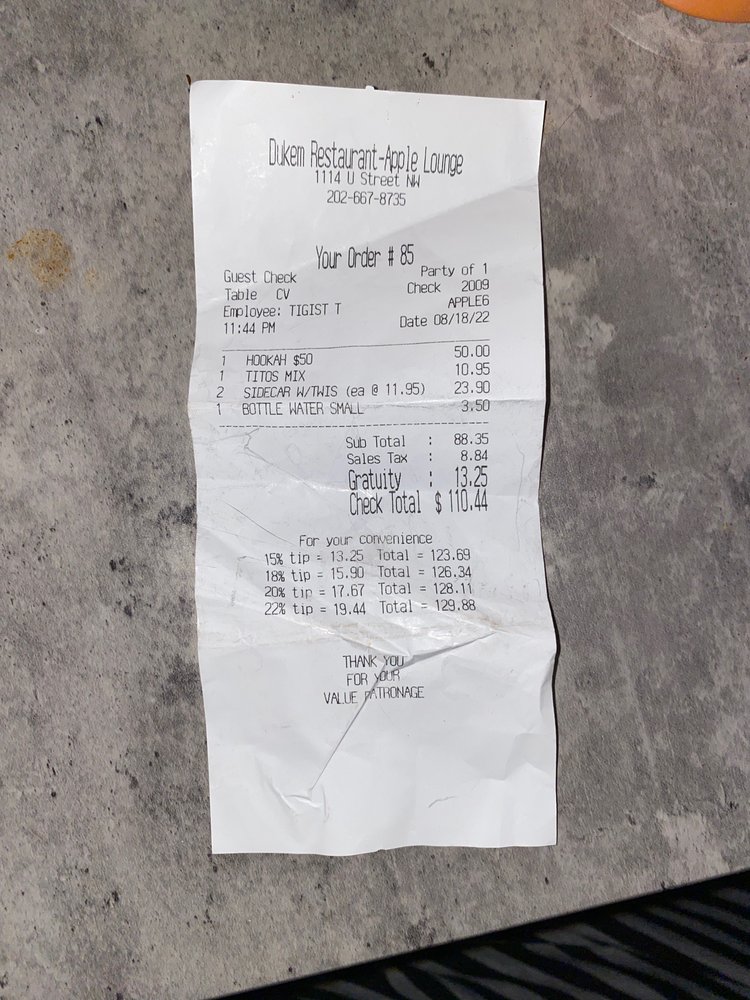 Dukem Restaurant-Apple Lounge
1114 U Street NW
202-667-8735
Your Order # 85
Guest Check Party of 1
Table CV Check 2009
Employee: TIGIST T APPLE6
11:44 PM Date 08/18/22
1 HOOKAH $50 50.00
1 TITOS MIX 10.95
2 SIDECAR W/TWIS (ea @ 11.95) 23.90
1 BOTTLE WATER SMALL 3.50
Sub Total : 88.35
Sales Tax : 8.84
Gratuity : 13.25
Check Total $ 110.44
For your convenience
15% tip = 13.25 Total = 123.69
18% tip = 15.90 Total = 126.34
20% tip = 17.67 Total = 128.11
22% tip = 19.44 Total = 129.88
THANK YOU
FOR YOUR
VALUE PATRONAGE